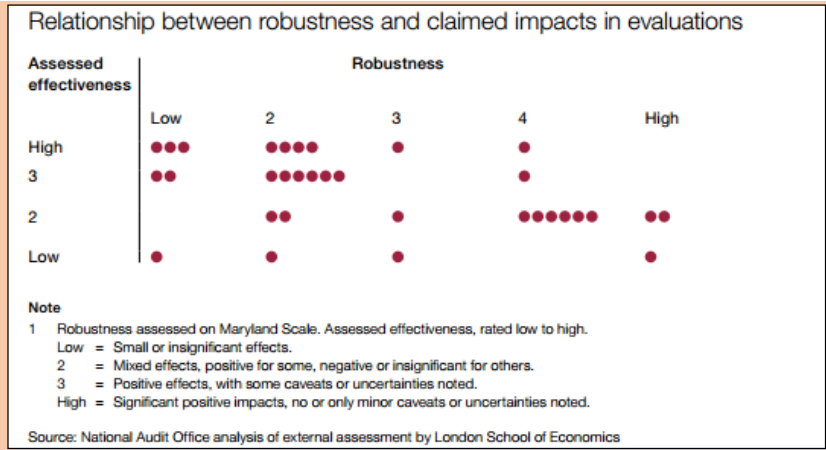 Relationship between robustness and claimed impacts in evaluations
Assessed effectiveness
Robustness
Low 2 3 4 High
High
3
2
Low
Note
1 Robustness assessed on Maryland Scale. Assessed effectiveness, rated low to high.
Low = Small or insignificant effects.
2 = Mixed effects, positive for some, negative or insignificant for others.
3 = Positive effects, with some caveats or uncertainties noted.
High = Significant positive impacts, no or only minor caveats or uncertainties noted.
Source: National Audit Office analysis of external assessment by London School of Economics